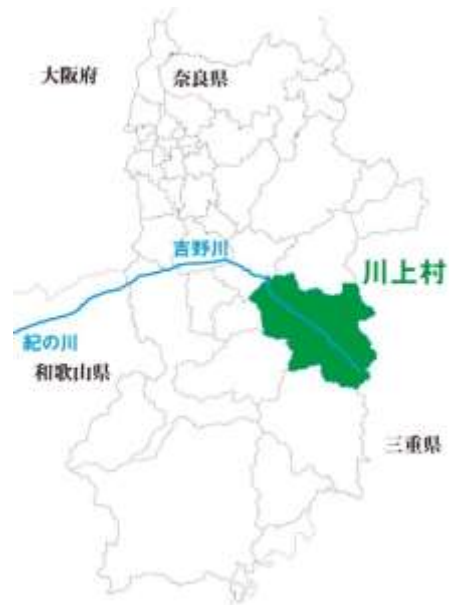 大阪府
奈良県
吉野川
川上村
紀の川
和歌山県
三重県